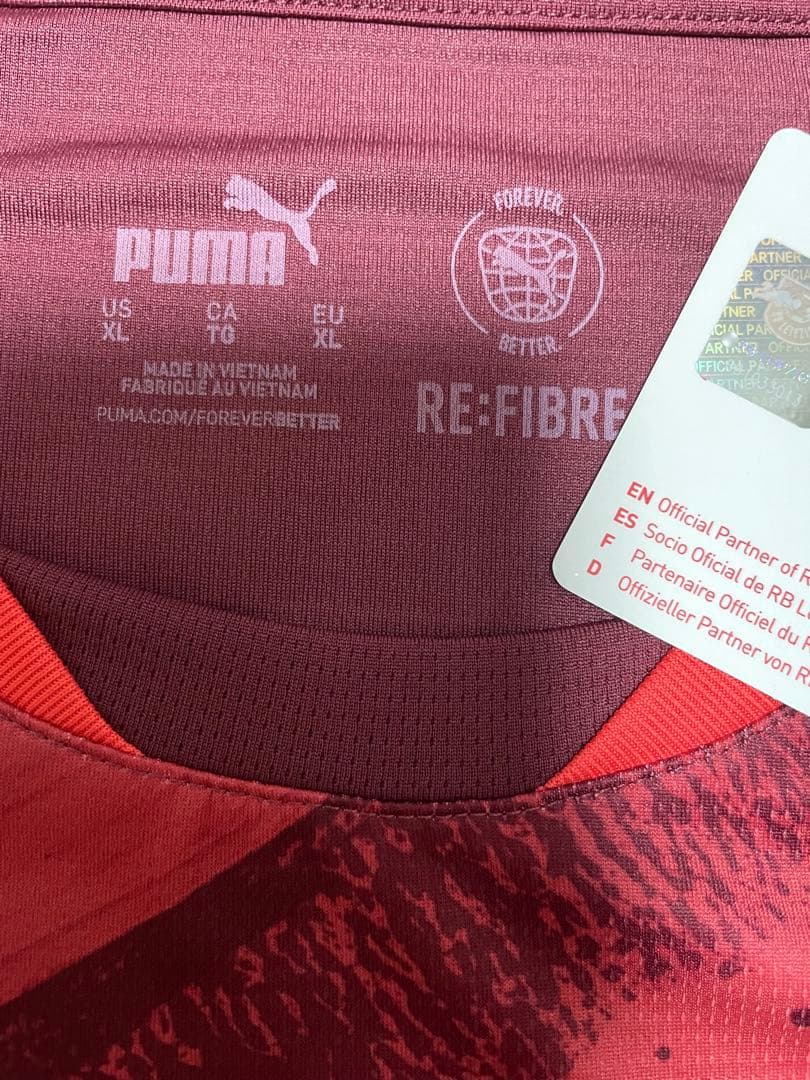 PUMA
US CA EU
XL TG XL
MADE IN VIETNAM
FABRIQUÉ AU VIETNAM
PUMA.COM/FOREVERBETTER
FOREVER.
BETTER.
RE:FIBRE
EN Official Partner of
ES Socio Oficial de RB
F Partenaire Officiel du
D Offizieller Partner von